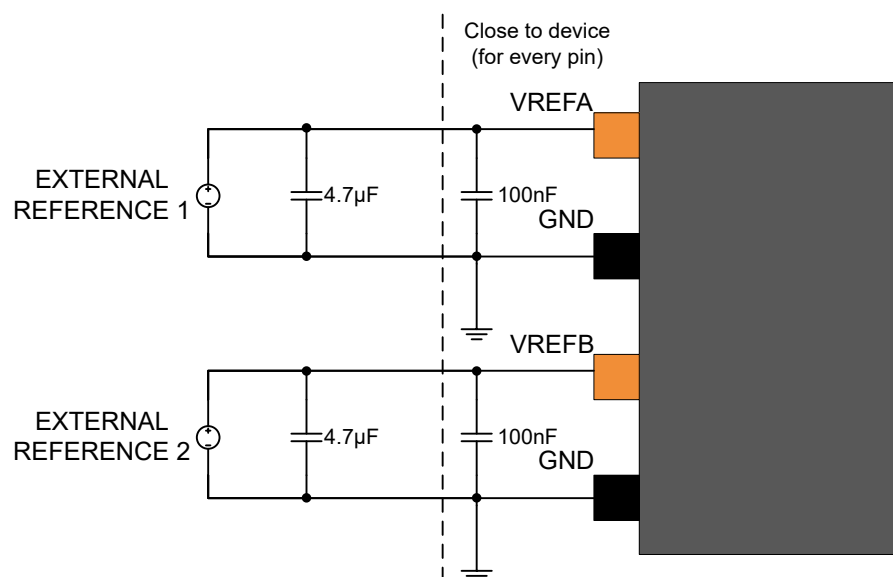 Close to device
(for every pin)
VREFA
EXTERNAL
REFERENCE 1
4.7µF
100nF
GND
VREFB
EXTERNAL
REFERENCE 2
4.7µF
100nF
GND